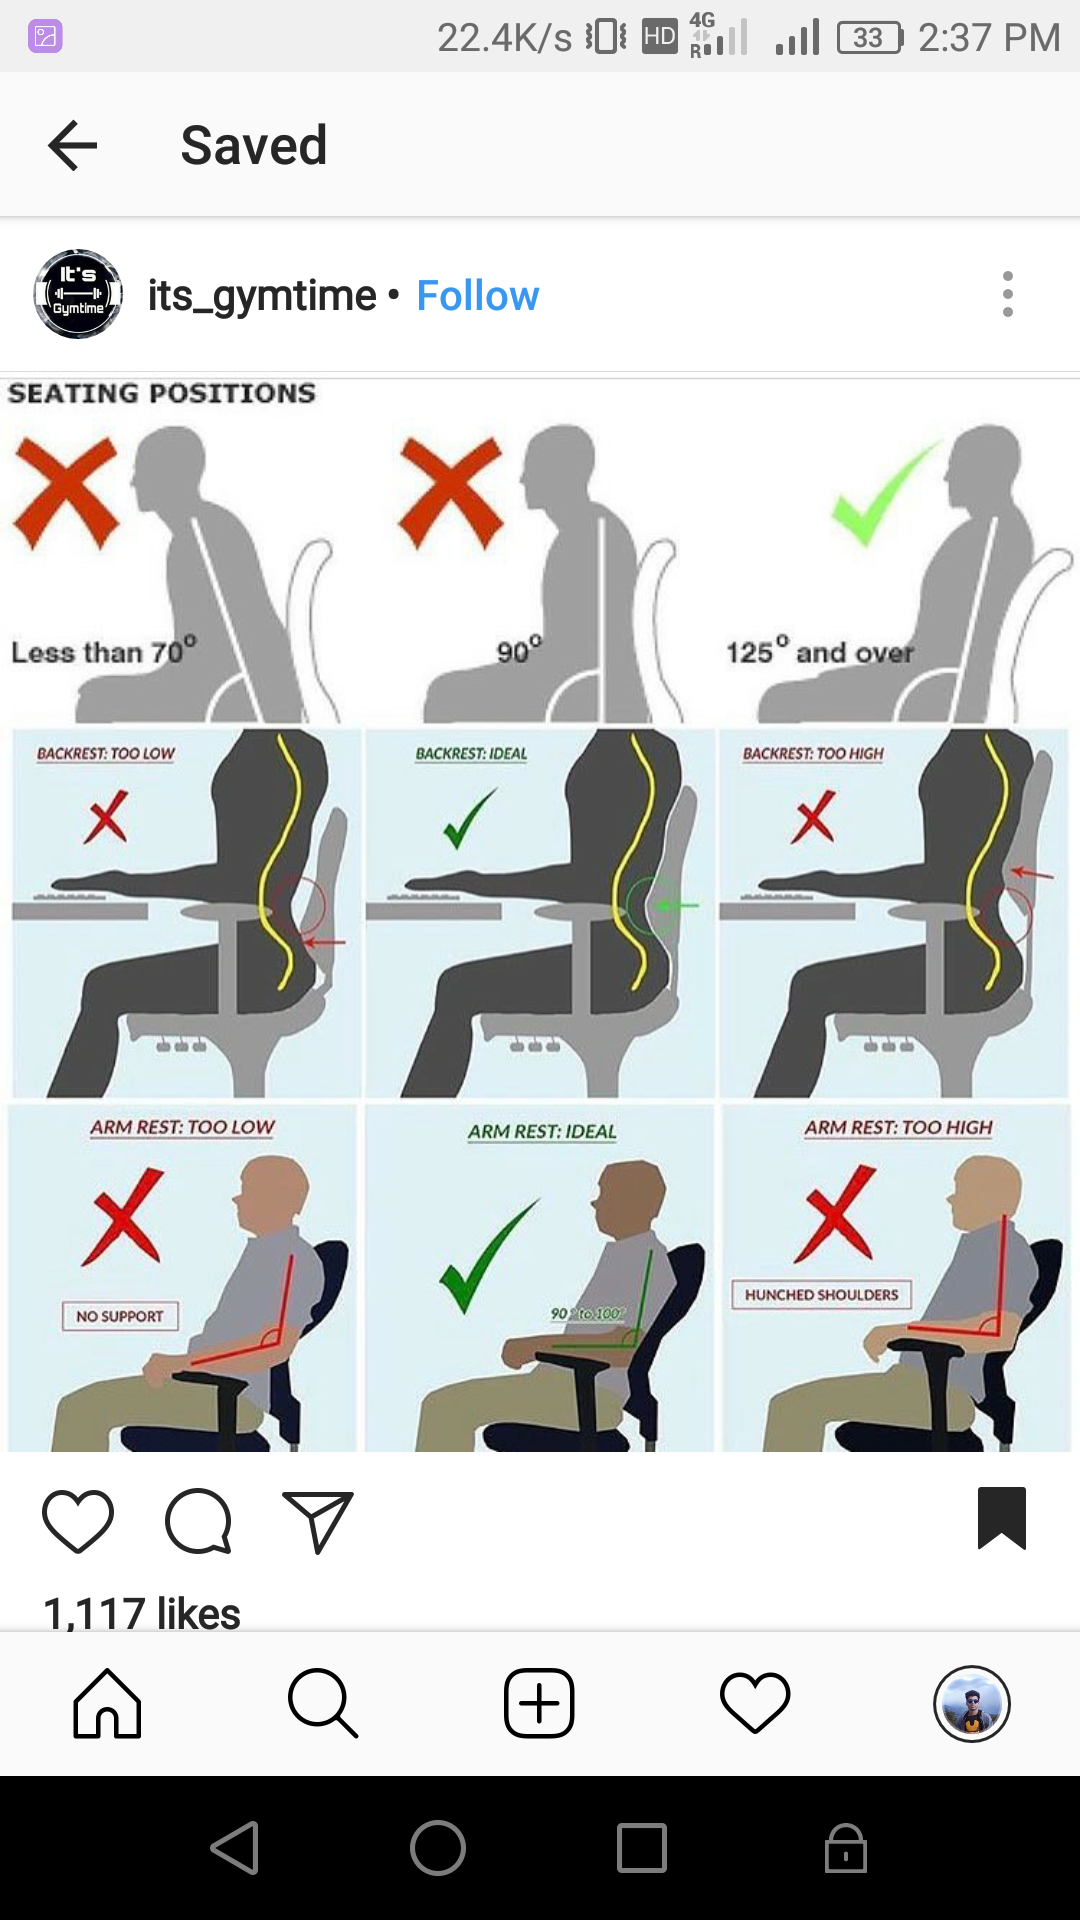 22.4K/s HD 4G R 33 2:37 PM
Saved
It's Gymtime
its_gymtime • Follow
SEATING POSITIONS
Less than 70° 90° 125° and over
BACKREST: TOO LOW BACKREST: IDEAL BACKREST: TOO HIGH
ARM REST: TOO LOW ARM REST: IDEAL ARM REST: TOO HIGH
NO SUPPORT 90° to 100° HUNCHED SHOULDERS
1,117 likes